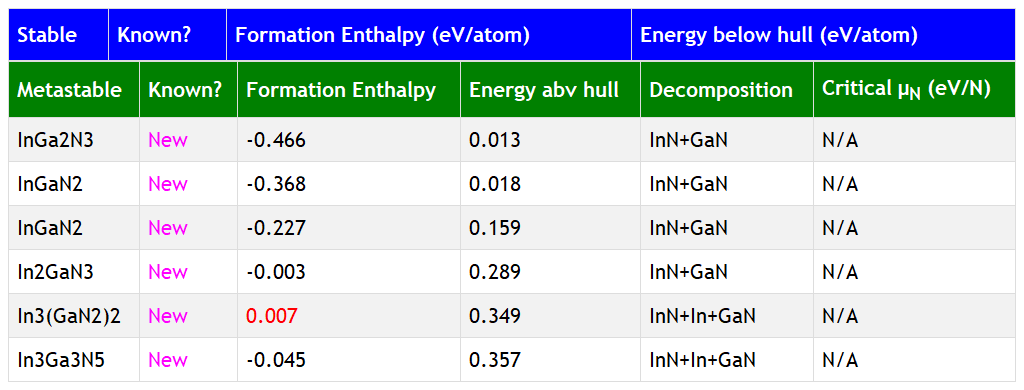 Stable Known? Formation Enthalpy (eV/atom) Energy below hull (eV/atom)
Metastable Known? Formation Enthalpy Energy abv hull Decomposition Critical μN (eV/N)
InGa2N3 New -0.466 0.013 InN+GaN N/A
InGaN2 New -0.368 0.018 InN+GaN N/A
InGaN2 New -0.227 0.159 InN+GaN N/A
In2GaN3 New -0.003 0.289 InN+GaN N/A
In3(GaN2)2 New 0.007 0.349 InN+In+GaN N/A
In3Ga3N5 New -0.045 0.357 InN+In+GaN N/A